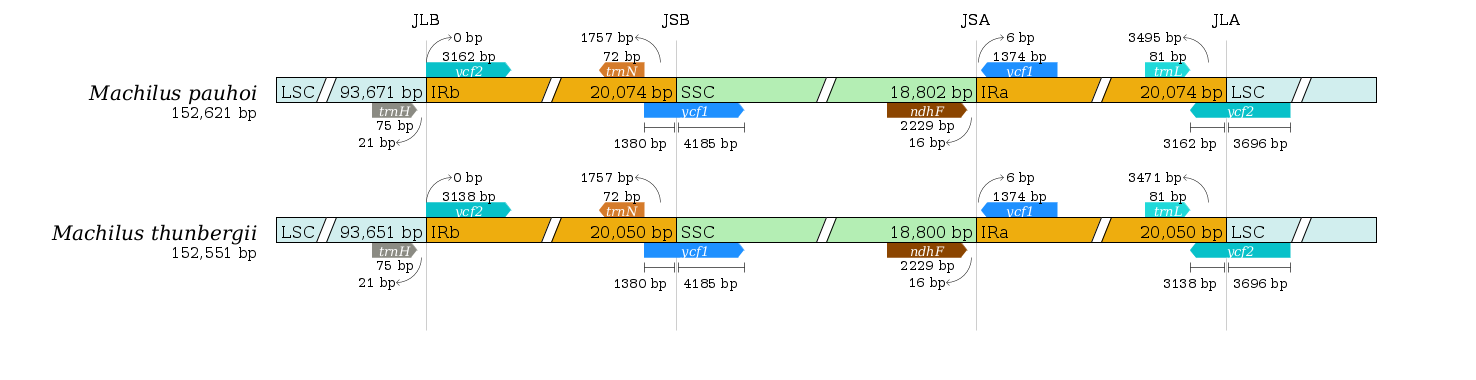 JLB JSB JSA JLA
0 bp 1757 bp 6 bp 3495 bp
3162 bp 72 bp 1374 bp 81 bp
ycf2 trnN ycf1 trnL
Machilus pauhoi LSC 93,671 bp IRb 20,074 bp SSC 18,802 bp IRa 20,074 bp LSC
152,621 bp trnH ycf1 ndhF ycf2
75 bp 2229 bp
21 bp 1380 bp 4185 bp 16 bp 3162 bp 3696 bp
0 bp 1757 bp 6 bp 3471 bp
3138 bp 72 bp 1374 bp 81 bp
ycf2 trnN ycf1 trnL
Machilus thunbergii LSC 93,651 bp IRb 20,050 bp SSC 18,800 bp IRa 20,050 bp LSC
152,551 bp trnH ycf1 ndhF ycf2
75 bp 2229 bp
21 bp 1380 bp 4185 bp 16 bp 3138 bp 3696 bp